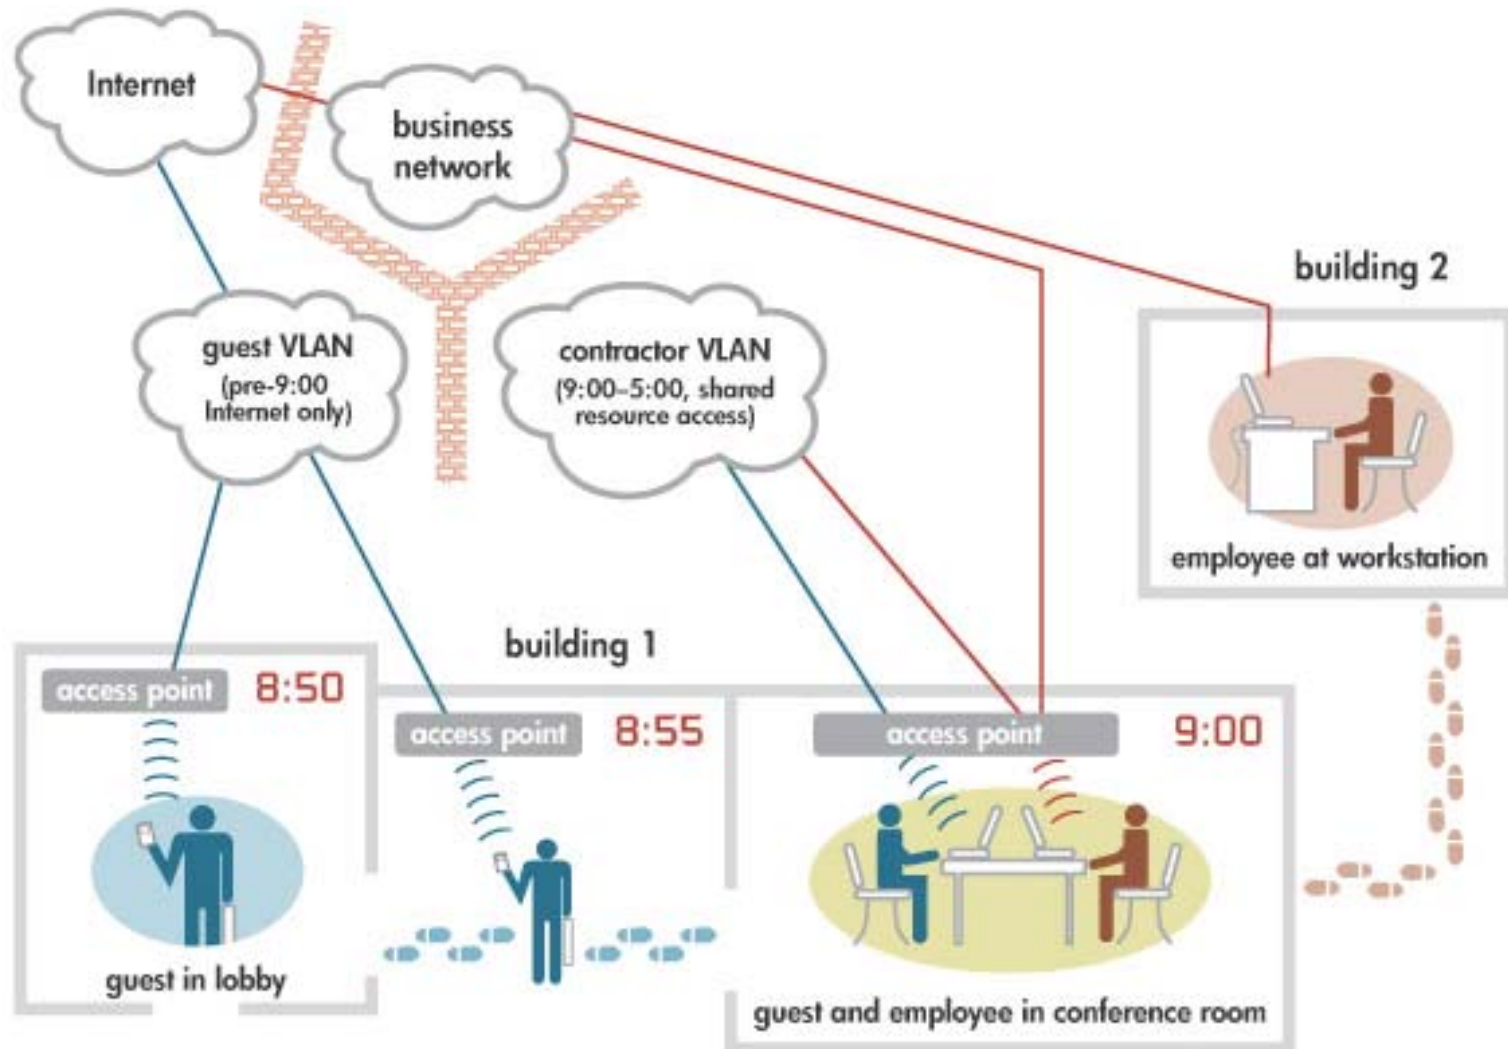 Internet
business
network
building 2
guest VLAN
(pre-9:00
Internet only)
contractor VLAN
(9:00–5:00, shared
resource access)
employee at workstation
building 1
access point
8:50
access point
8:55
access point
9:00
guest in lobby
guest and employee in conference room